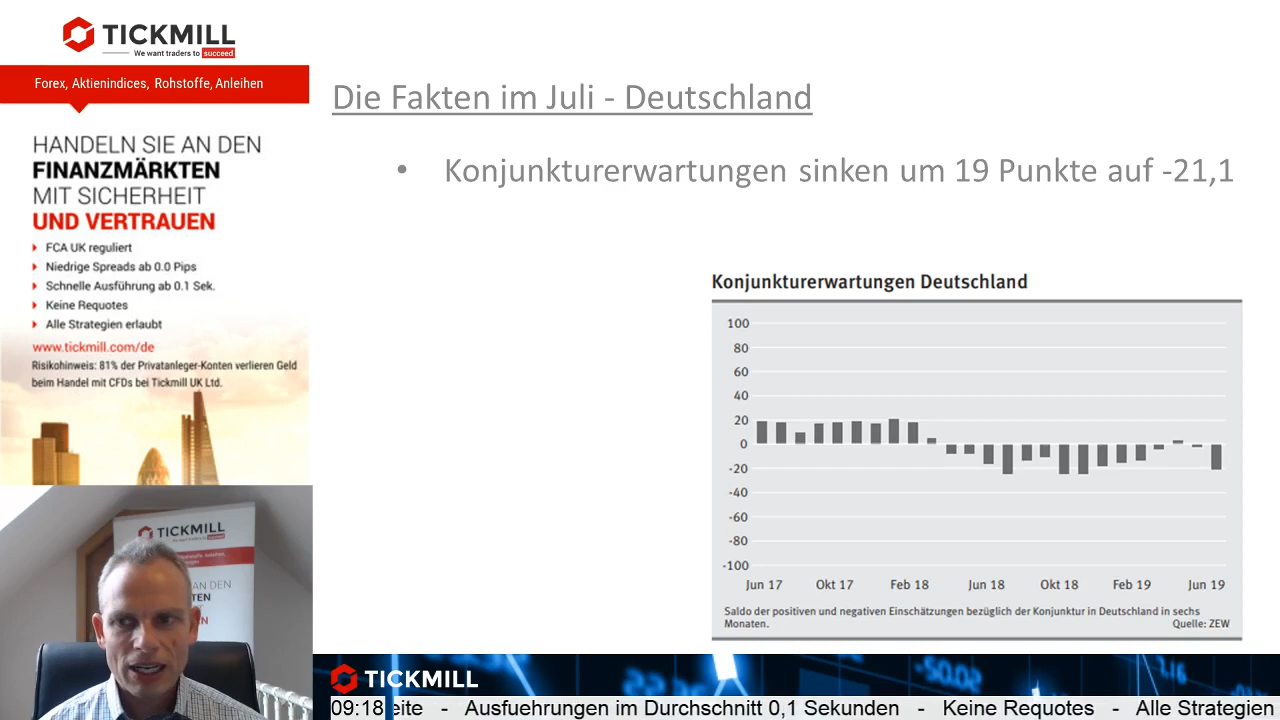 TICKMILL
We want traders to succeed
Forex, Aktienindices, Rohstoffe, Anleihen
HANDELN SIE AN DEN
FINANZMÄRKTEN
MIT SICHERHEIT
UND VERTRAUEN
FCA UK reguliert
Niedrige Spreads ab 0.0 Pips
Schnelle Ausführung ab 0.1 Sek.
Keine Requotes
Alle Strategien erlaubt
www.tickmill.com/de
Risikohinweis: 81% der Privatanleger-Konten verlieren Geld
beim Handel mit CFDs bei Tickmill UK Ltd.
Die Fakten im Juli - Deutschland
• Konjunkturerwartungen sinken um 19 Punkte auf -21,1
Konjunkturerwartungen Deutschland
100
80
60
40
20
0
-20
-40
-60
-80
-100
Jun 17 Okt 17 Feb 18 Jun 18 Okt 18 Feb 19 Jun 19
Saldo der positiven und negativen Einschätzungen bezüglich der Konjunktur in Deutschland in sechs
Monaten. Quelle: ZEW
TICKMILL
AN DEN
TEN
TICKMILL
-50.02
09:18 eite - Ausfuehrungen im Durchschnitt 0,1 Sekunden - Keine Requotes - Alle Strategien